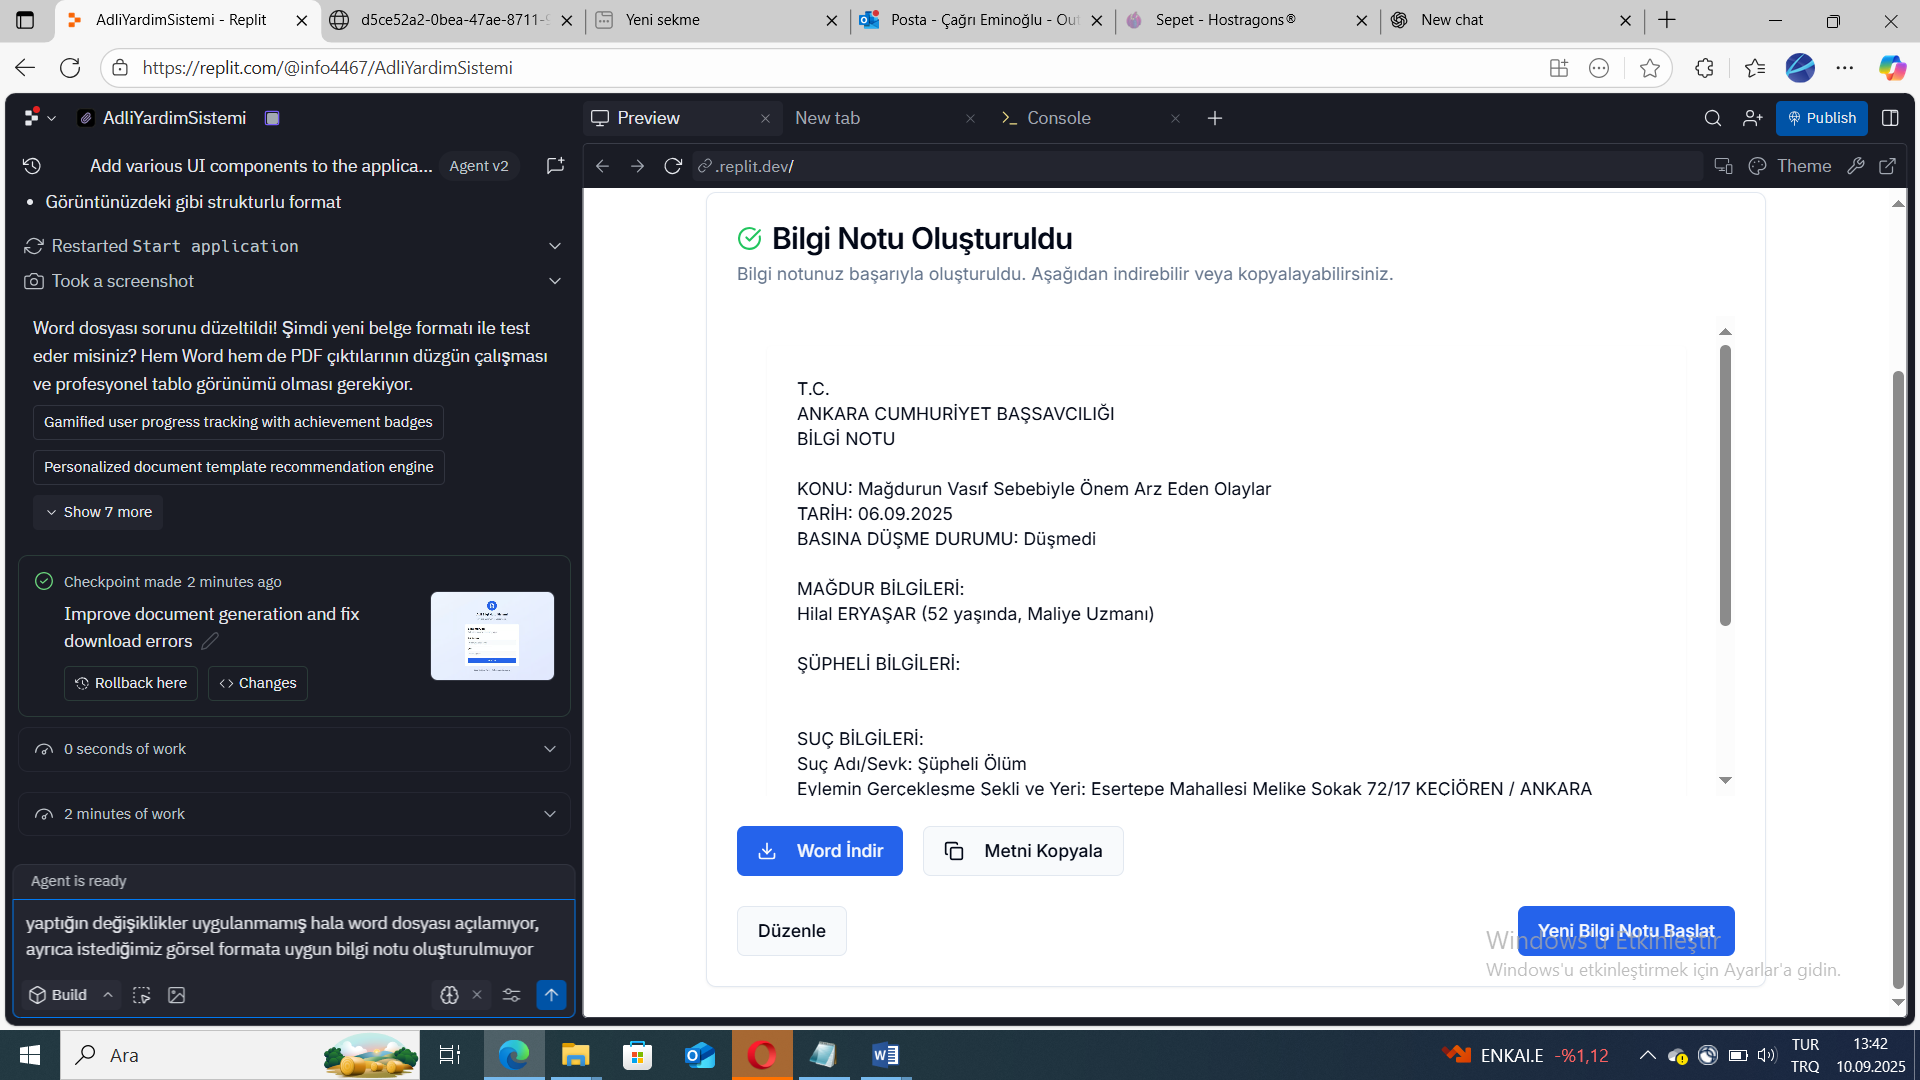 AdliYardimSistemi - Replit
d5ce52a2-0bea-47ae-8711-9
Yeni sekme
Posta - Çağrı Eminoğlu - Out
Sepet - Hostragons®
New chat
https://replit.com/@info4467/AdliYardimSistemi
AdliYardimSistemi
Preview
New tab
Console
Publish
Add various UI components to the applica...
Agent v2
.replit.dev/
Theme
• Görüntünüzdeki gibi strukturlu format
Restarted Start application
Took a screenshot
Word dosyası sorunu düzeltildi! Şimdi yeni belge formatı ile test
eder misiniz? Hem Word hem de PDF çıktılarının düzgün çalışması
ve profesyonel tablo görünümü olması gerekiyor.
Gamified user progress tracking with achievement badges
Personalized document template recommendation engine
Show 7 more
Checkpoint made 2 minutes ago
Improve document generation and fix
download errors
Rollback here
Changes
0 seconds of work
2 minutes of work
Agent is ready
yaptığın değişiklikler uygulanmamış hala word dosyası açılamıyor,
ayrıca istediğimiz görsel formata uygun bilgi notu oluşturulmuyor
Build
Bilgi Notu Oluşturuldu
Bilgi notunuz başarıyla oluşturuldu. Aşağıdan indirebilir veya kopyalayabilirsiniz.
T.C.
ANKARA CUMHURİYET BAŞSAVCILIĞI
BİLGİ NOTU
KONU: Mağdurun Vasıf Sebebiyle Önem Arz Eden Olaylar
TARİH: 06.09.2025
BASINA DÜŞME DURUMU: Düşmedi
MAĞDUR BİLGİLERİ:
Hilal ERYAŞAR (52 yaşında, Maliye Uzmanı)
ŞÜPHELİ BİLGİLERİ:
SUÇ BİLGİLERİ:
Suç Adı/Sevk: Şüpheli Ölüm
Eylemin Gerçekleşme Şekli ve Yeri: Esertepe Mahallesi Melike Sokak 72/17 KEÇİÖREN / ANKARA
Word İndir
Metni Kopyala
Düzenle
Yeni Bilgi Notu Başlat
Windows'u Etkinleştir
Windows'u etkinleştirmek için Ayarlar'a gidin.
Ara
ENKAI.E -%1,12
TUR
TRQ
13:42
10.09.2025